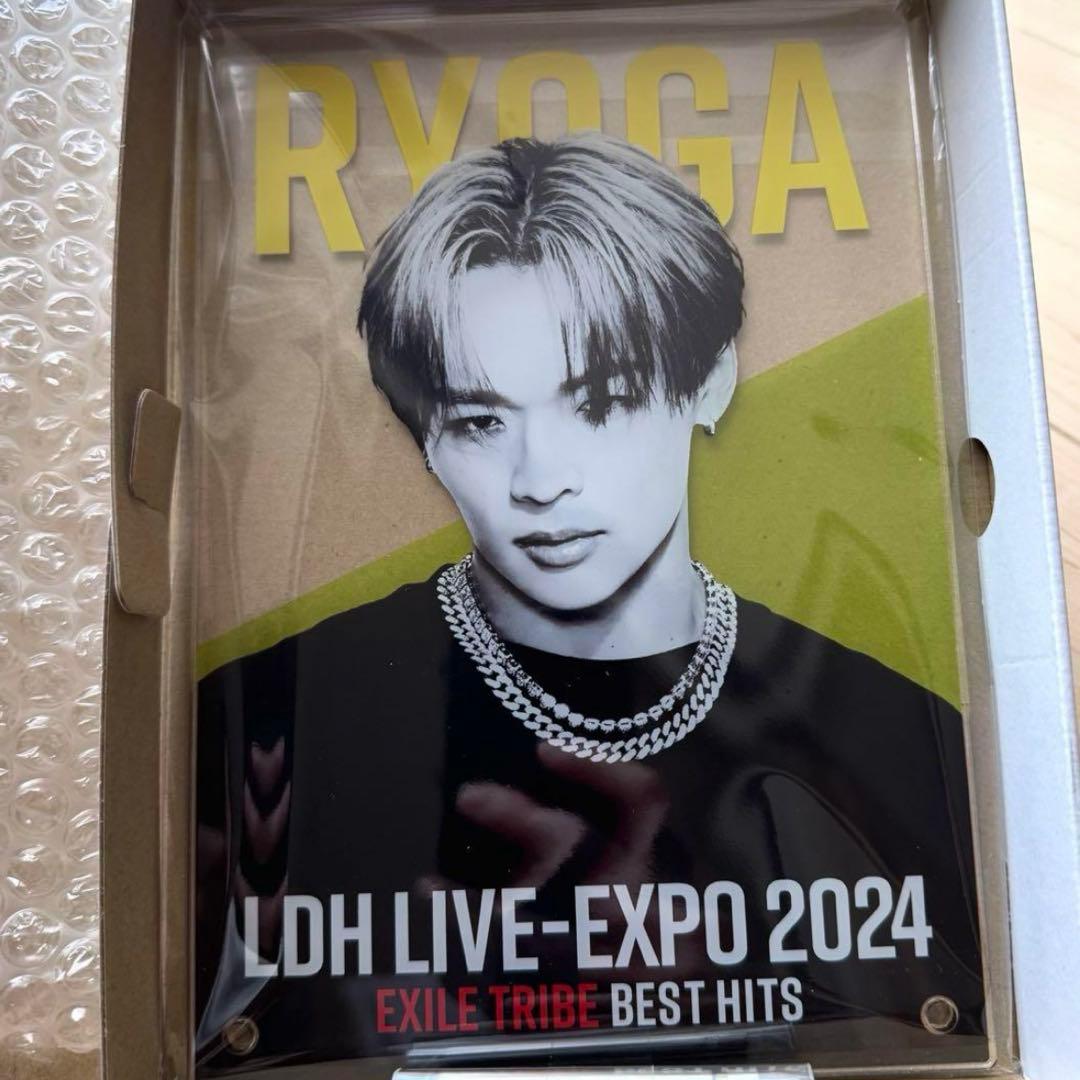 RYOGA
LDH LIVE-EXPO 2024
EXILE TRIBE BEST HITS